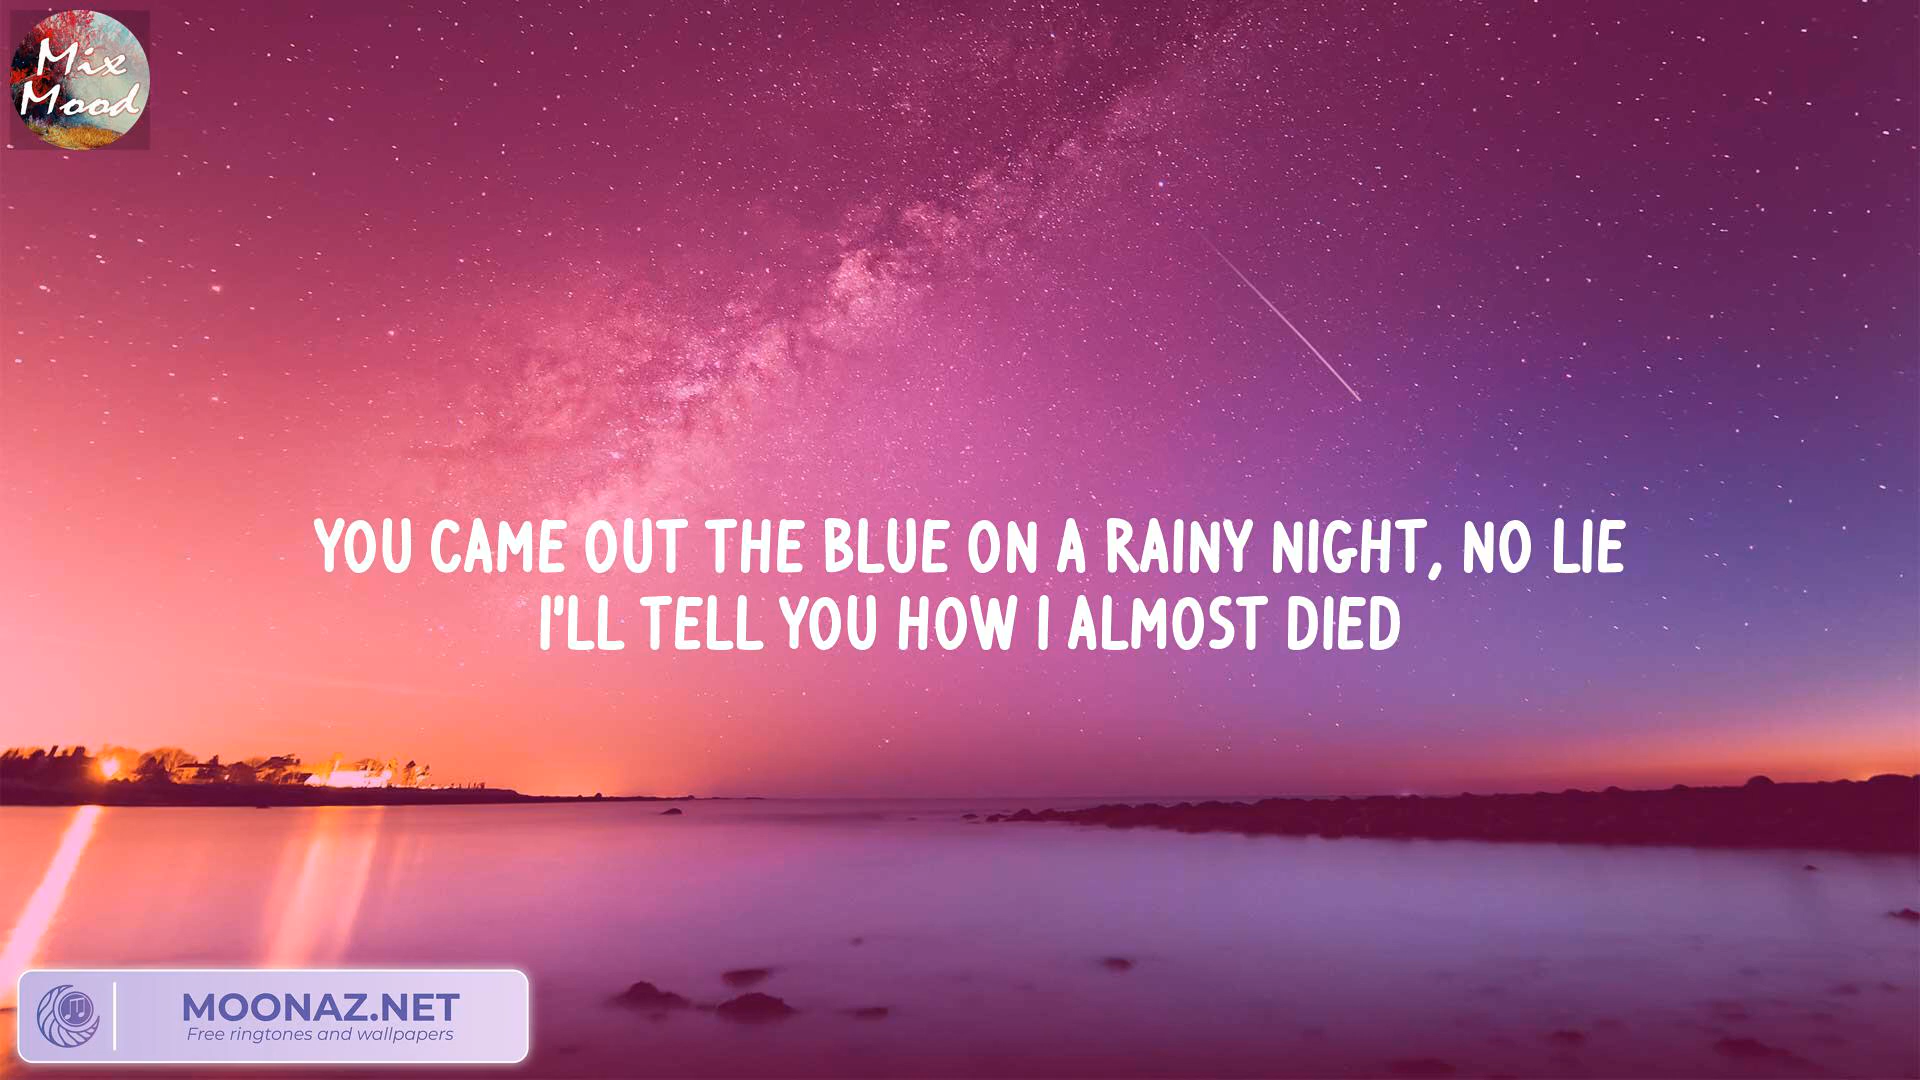 Mix
Mood
YOU CAME OUT THE BLUE ON A RAINY NIGHT, NO LIE
I'LL TELL YOU HOW I ALMOST DIED
MOONAZ.NET
Free ringtones and wallpapers